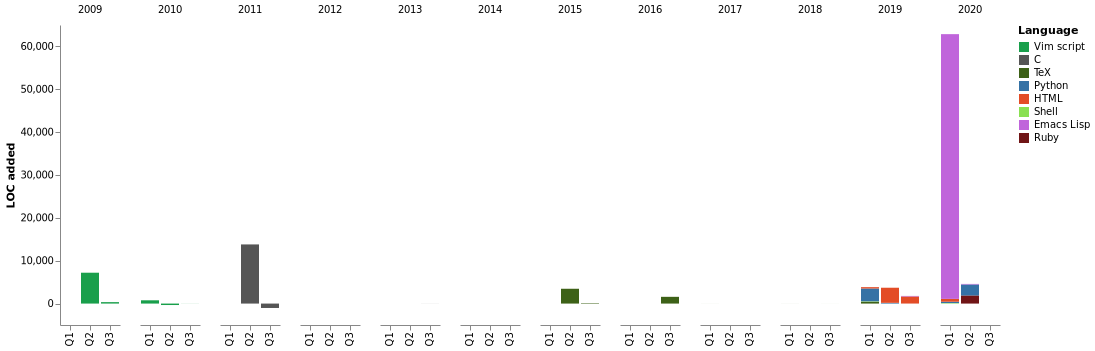 2009 2010 2011 2012 2013 2014 2015 2016 2017 2018 2019 2020
LOC added
60,000
50,000
40,000
30,000
20,000
10,000
0
Q1 Q2 Q3 Q1 Q2 Q3 Q1 Q2 Q3 Q1 Q2 Q3 Q1 Q2 Q3 Q1 Q2 Q3 Q1 Q2 Q3 Q1 Q2 Q3 Q1 Q2 Q3 Q1 Q2 Q3 Q1 Q2 Q3 Q1 Q2 Q3
Language
Vim script
C
TeX
Python
HTML
Shell
Emacs Lisp
Ruby